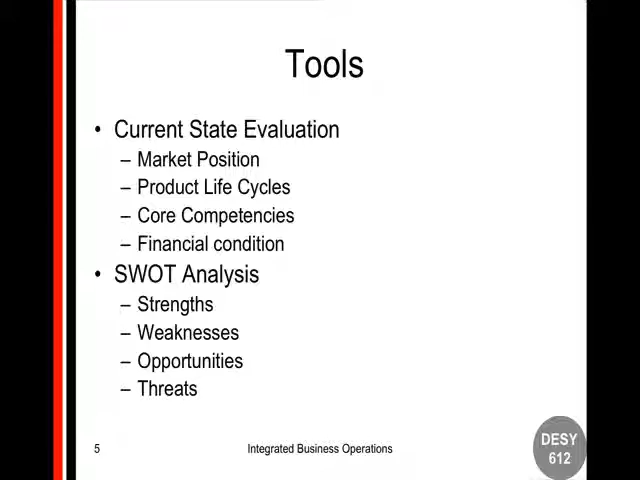 Tools
• Current State Evaluation
– Market Position
– Product Life Cycles
– Core Competencies
– Financial condition
• SWOT Analysis
– Strengths
– Weaknesses
– Opportunities
– Threats
5
Integrated Business Operations
DESY
612